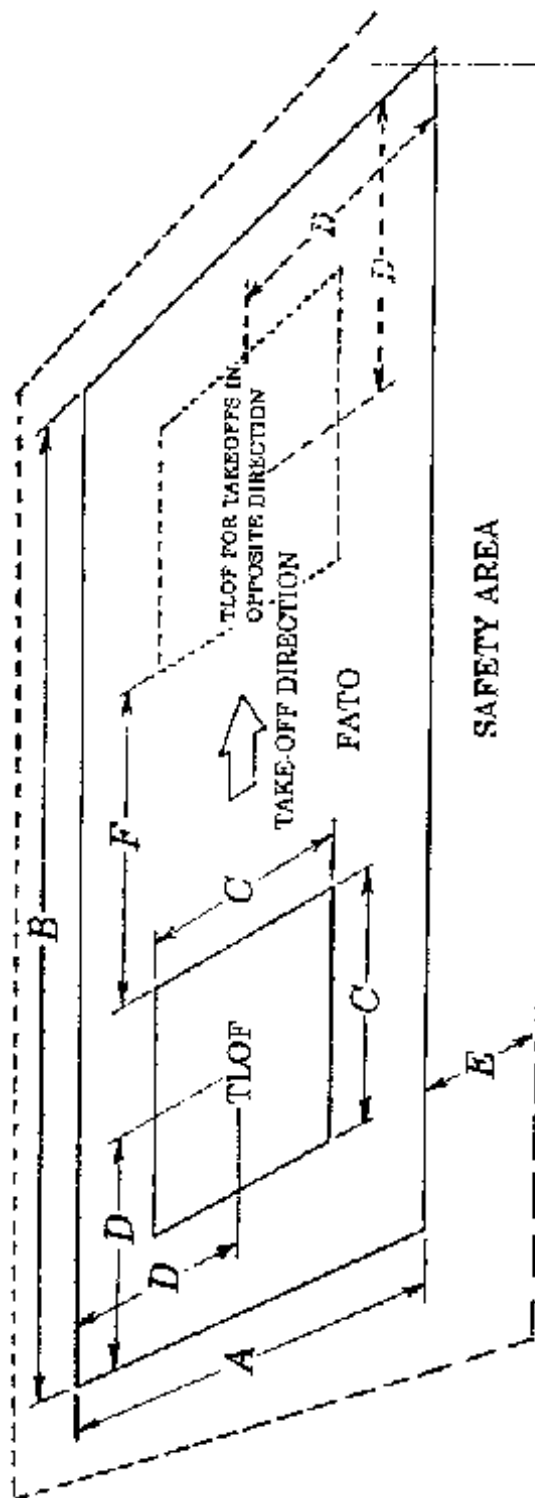 B
F
D
D
A
TLOF
C
C
E
TLOF FOR TAKEOFFS IN
OPPOSITE DIRECTION
TAKE-OFF DIRECTION
FATO
D
D
SAFETY AREA